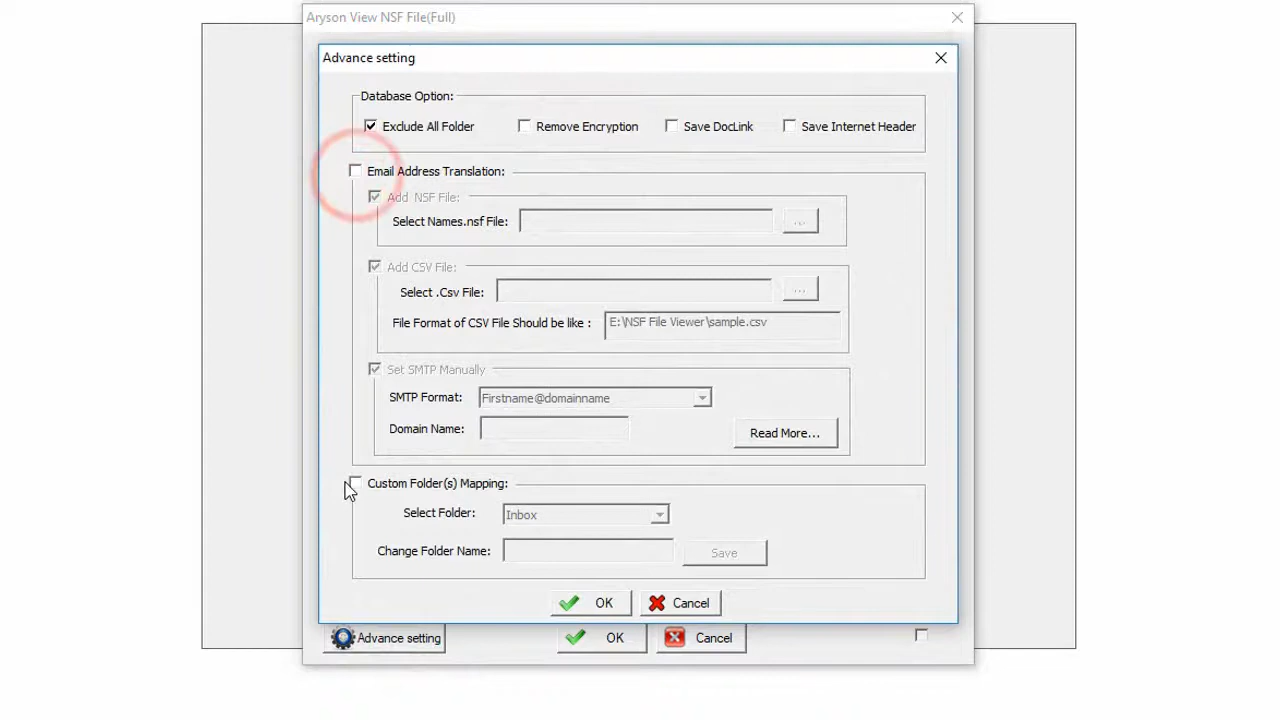 Aryson View NSF File(Full)
Advance setting
Database Option:
Exclude All Folder Remove Encryption Save DocLink Save Internet Header
Email Address Translation:
Add NSF File:
Select Names.nsf File: ...
Add CSV File:
Select .Csv File: ...
File Format of CSV File Should be like : E:\NSF File Viewer\sample.csv
Set SMTP Manually
SMTP Format: Firstname@domainname
Domain Name: Read More...
Custom Folder(s) Mapping:
Select Folder: Inbox
Change Folder Name: Save
OK Cancel
Advance setting OK Cancel